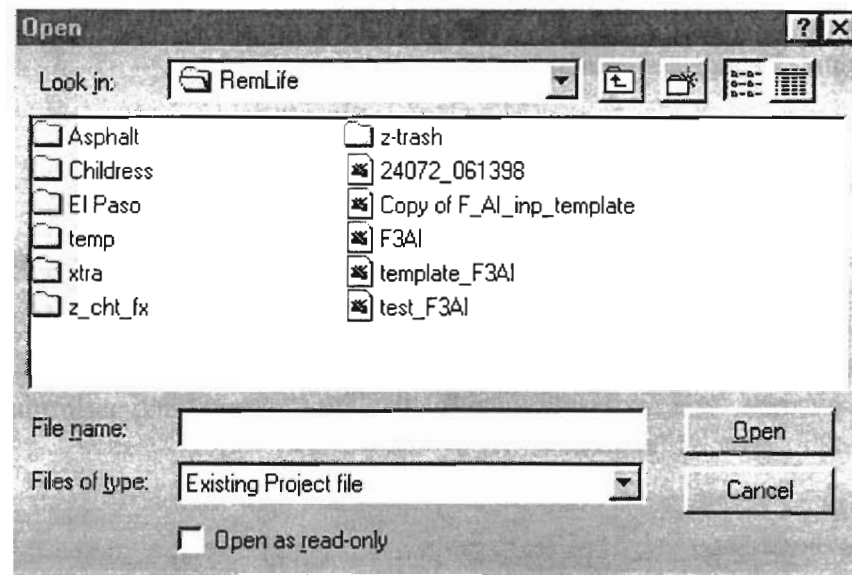 Open
Look in: RemLife
Asphalt
Childress
El Paso
temp
xtra
z_cht_fx
z-trash
24072_061398
Copy of F_AI_inp_template
F3AI
template_F3AI
test_F3AI
File name:
Open
Files of type: Existing Project file
Cancel
Open as read-only